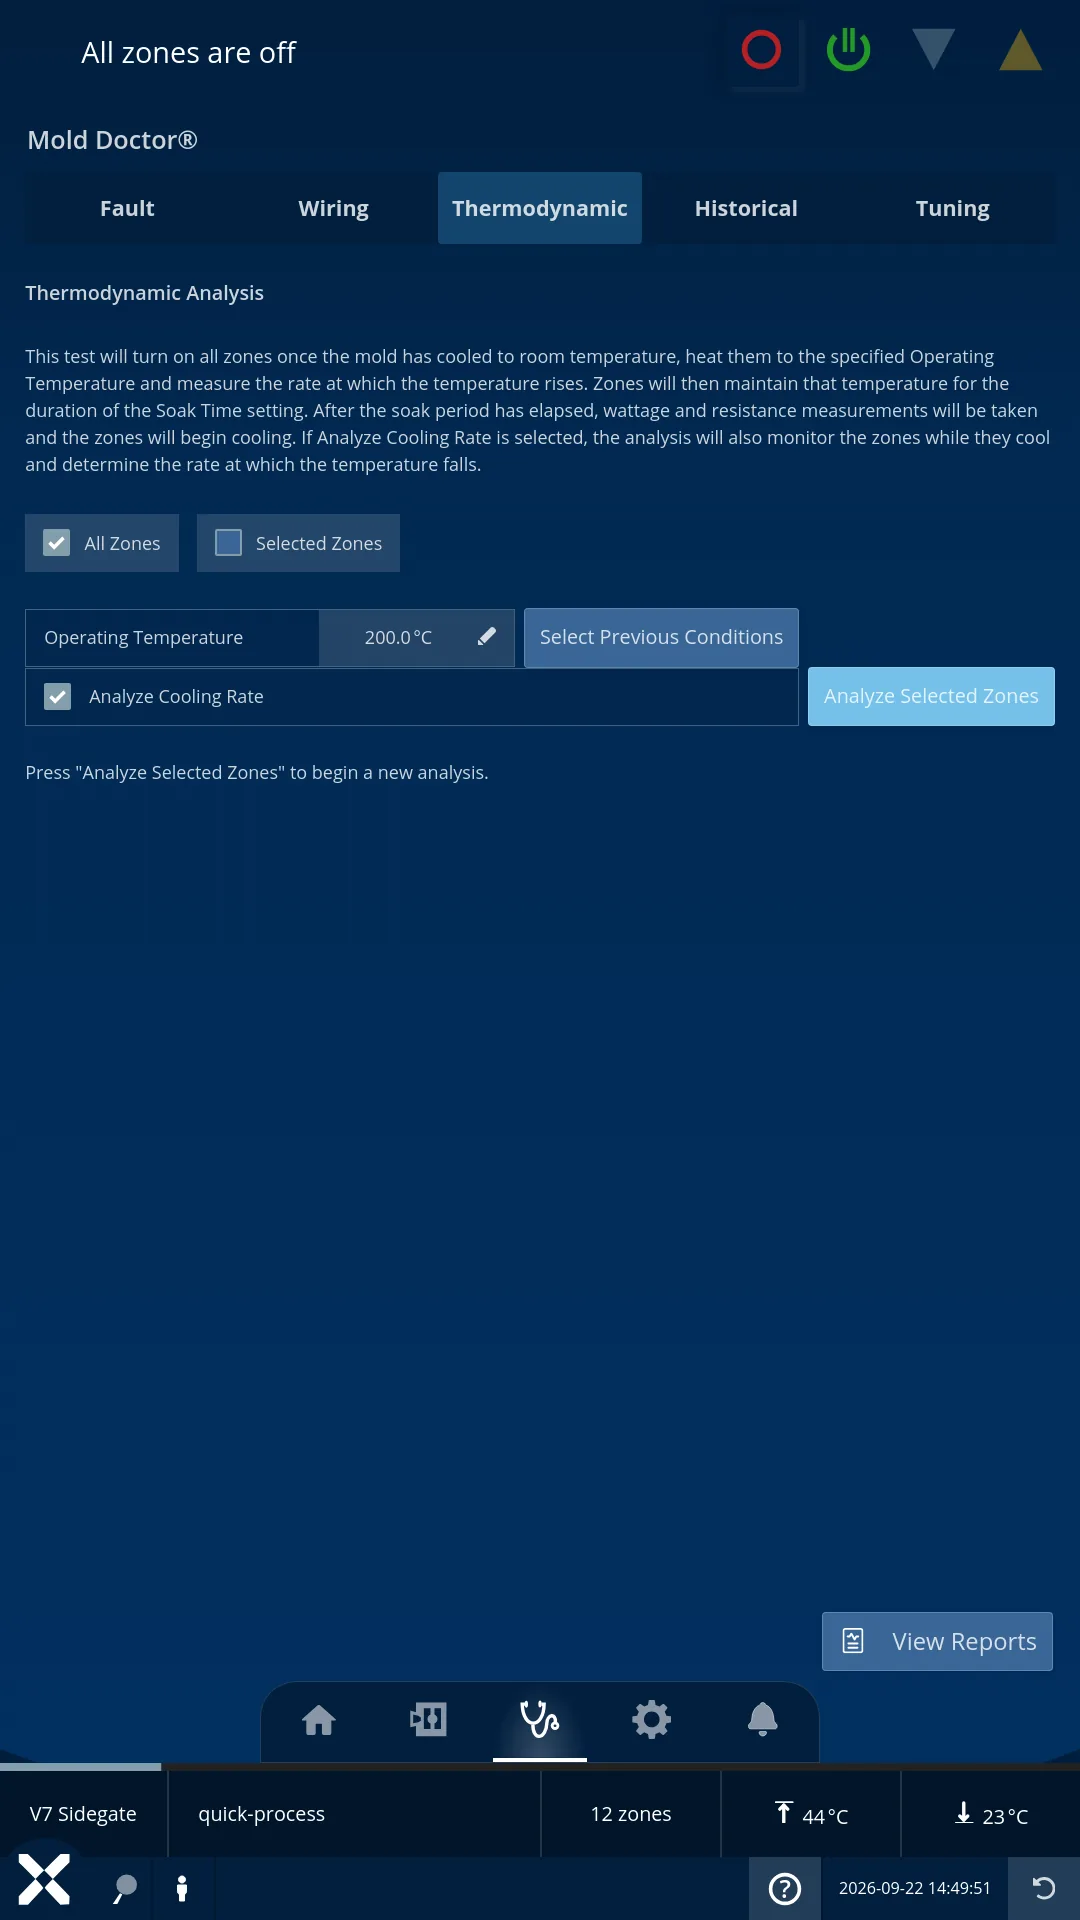 All zones are off
Mold Doctor®
Fault
Wiring
Thermodynamic
Historical
Tuning
Thermodynamic Analysis
This test will turn on all zones once the mold has cooled to room temperature, heat them to the specified Operating
Temperature and measure the rate at which the temperature rises. Zones will then maintain that temperature for the
duration of the Soak Time setting. After the soak period has elapsed, wattage and resistance measurements will be taken
and the zones will begin cooling. If Analyze Cooling Rate is selected, the analysis will also monitor the zones while they cool
and determine the rate at which the temperature falls.
All Zones
Selected Zones
Operating Temperature
200.0 °C
Select Previous Conditions
Analyze Cooling Rate
Analyze Selected Zones
Press "Analyze Selected Zones" to begin a new analysis.
View Reports
V7 Sidegate
quick-process
12 zones
44 °C
23 °C
2026-09-22 14:49:51